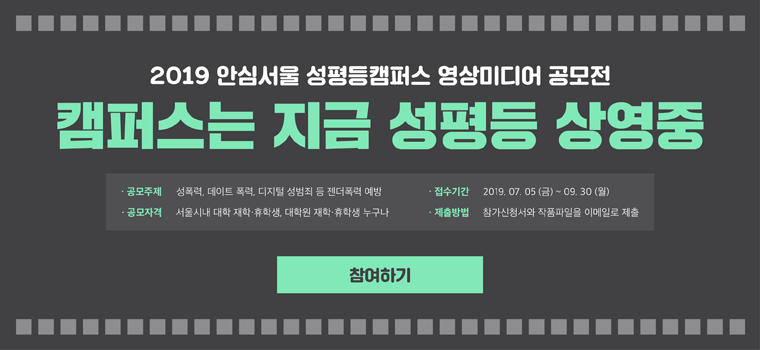 2019 안심서울 성평등캠퍼스 영상미디어 공모전
캠퍼스는 지금 성평등 상영중
· 공모주제 성폭력, 데이트 폭력, 디지털 성범죄 등 젠더폭력 예방
· 공모자격 서울시내 대학 재학·휴학생, 대학원 재학·휴학생 누구나
· 접수기간 2019. 07. 05 (금) ~ 09. 30 (월)
· 제출방법 참가신청서와 작품파일을 이메일로 제출
참여하기